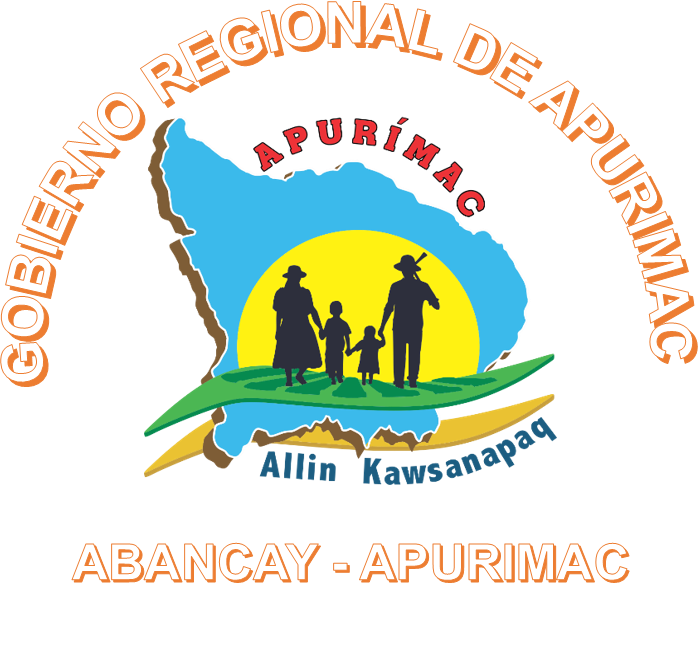 GOBIERNO REGIONAL DE APURIMAC
APURÍMAC
Allin Kawsanapaq
ABANCAY - APURIMAC